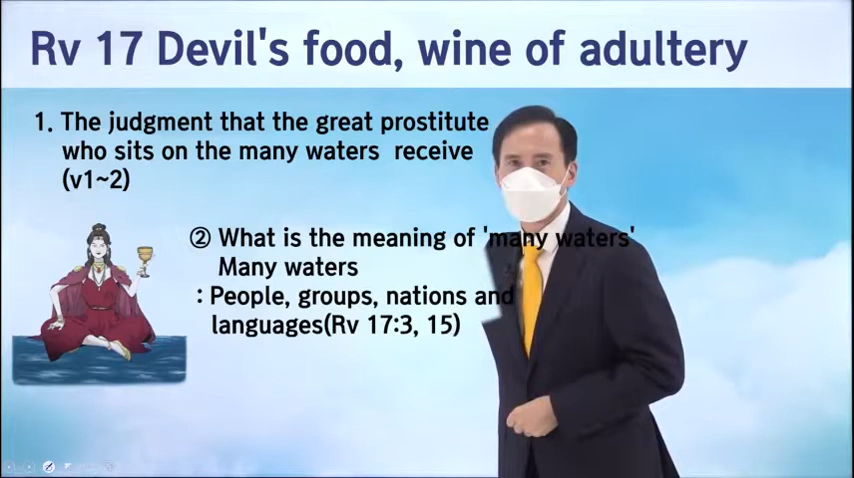 Rv 17 Devil's food, wine of adultery
1. The judgment that the great prostitute
who sits on the many waters receive
(v1~2)
② What is the meaning of 'many waters'
Many waters
: People, groups, nations and
languages(Rv 17:3, 15)